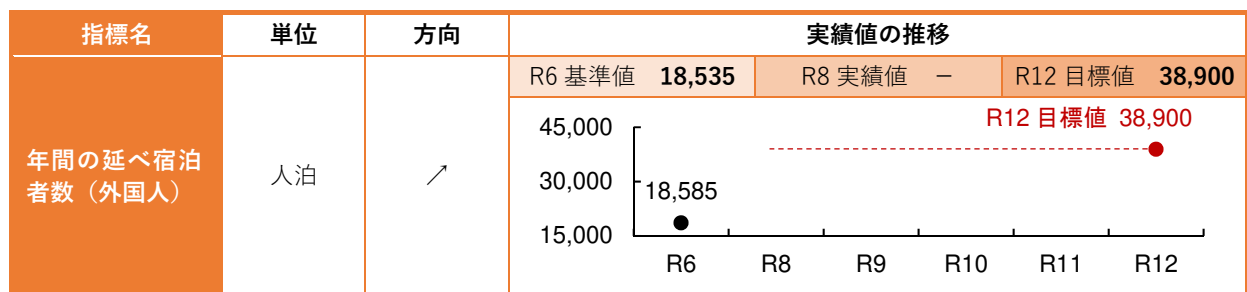 指標名 単位 方向 実績値の推移
R6 基準値 18,535 R8 実績値 － R12 目標値 38,900
年間の延べ宿泊
者数（外国人）
人泊
↗
R12 目標値 38,900
45,000
30,000
18,585
15,000
R6 R8 R9 R10 R11 R12